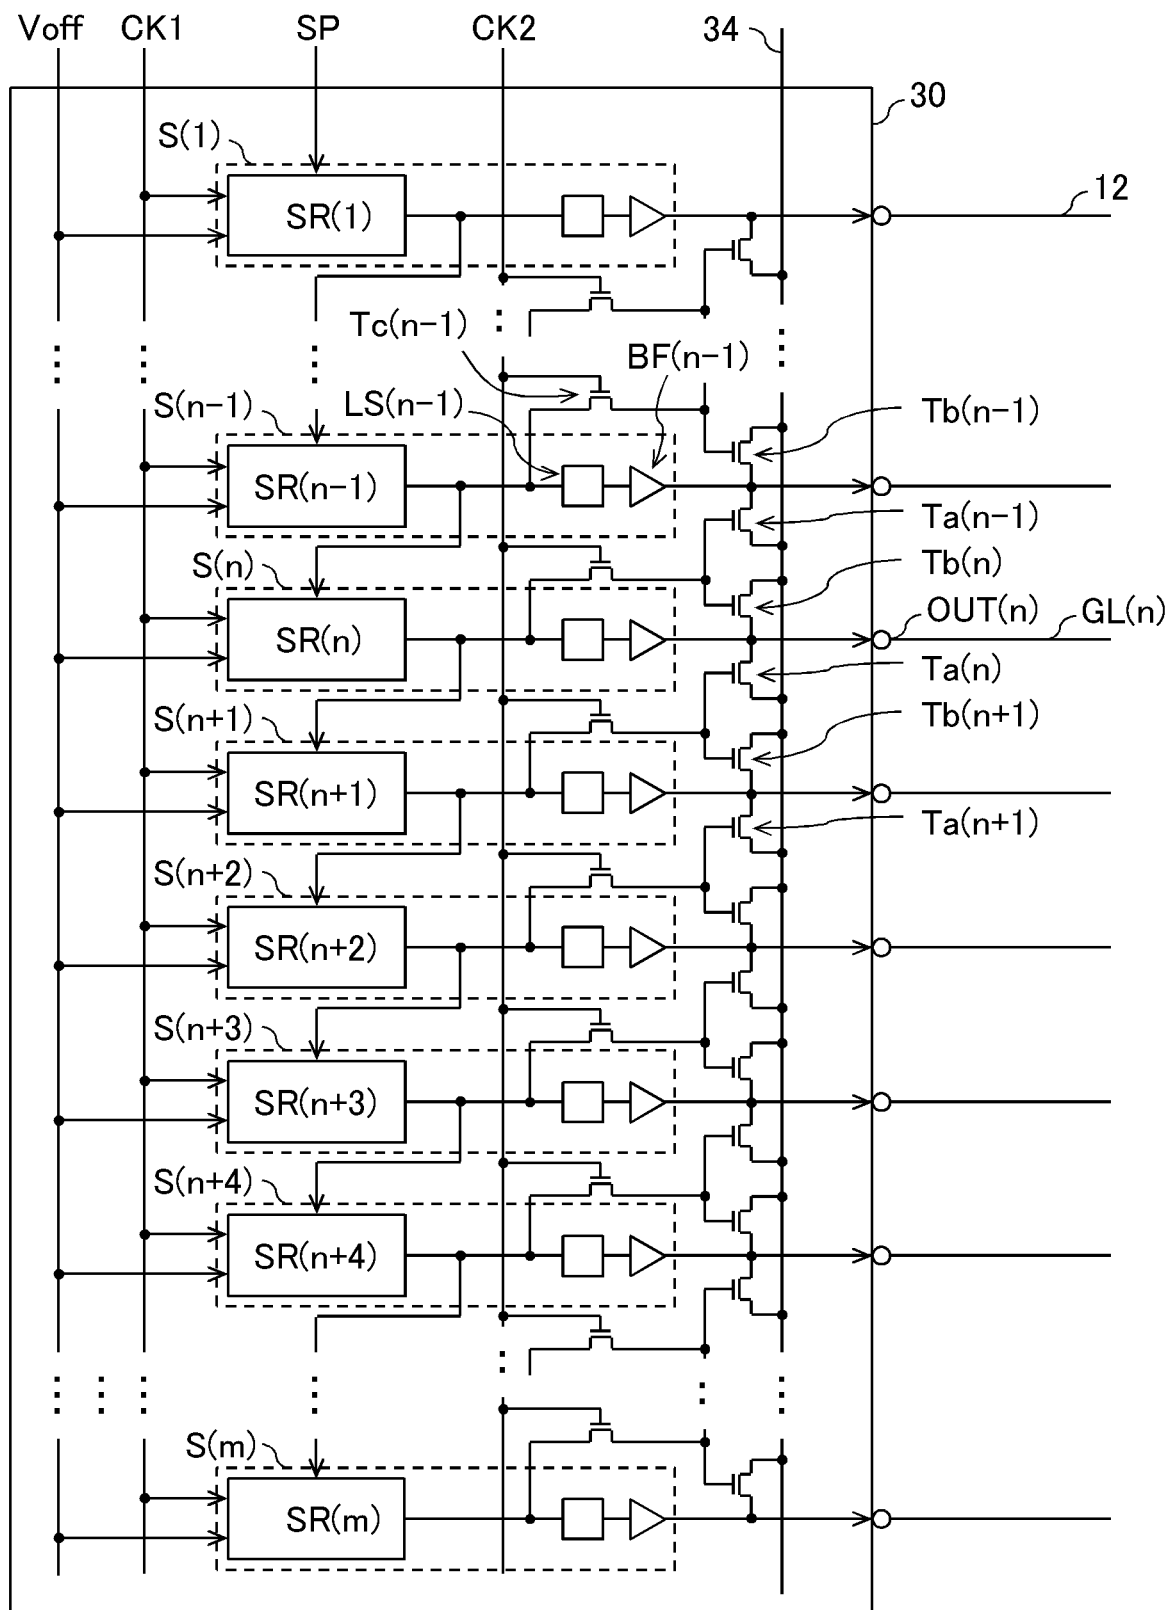 Voff CK1 SP CK2 34
30
S(1)
12
SR(1)
Tc(n−1)
BF(n−1)
S(n−1)
LS(n−1)
Tb(n−1)
SR(n−1)
Ta(n−1)
S(n)
Tb(n)
OUT(n) GL(n)
SR(n)
Ta(n)
S(n+1)
Tb(n+1)
SR(n+1)
Ta(n+1)
S(n+2)
SR(n+2)
S(n+3)
SR(n+3)
S(n+4)
SR(n+4)
S(m)
SR(m)